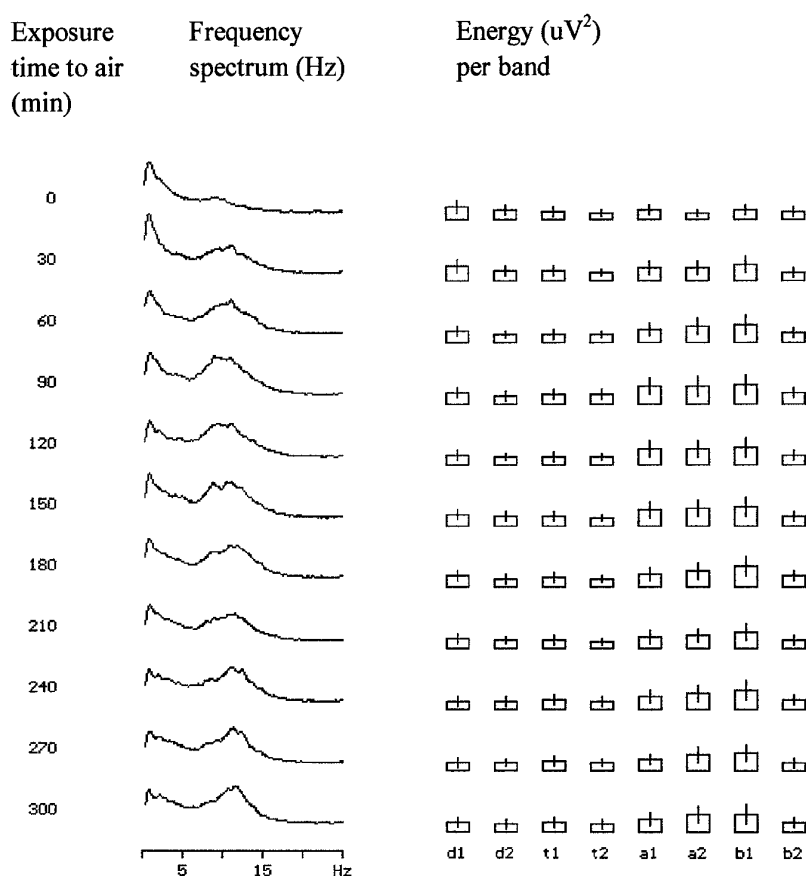 Exposure time to air (min)
Frequency spectrum (Hz)
Energy (uV²) per band
0
30
60
90
120
150
180
210
240
270
300
5 15 Hz
d1 d2 t1 t2 a1 a2 b1 b2